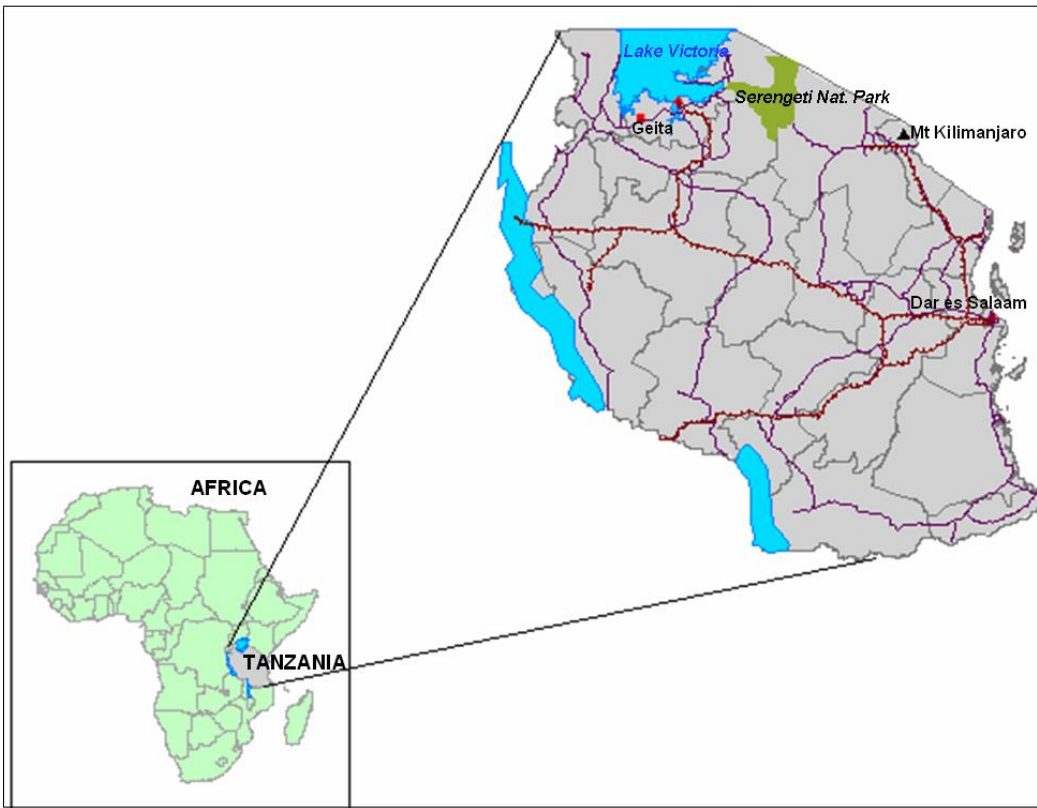 Lake Victoria
Serengeti Nat. Park
Geita
Mt Kilimanjaro
Dar es Salaam
AFRICA
TANZANIA